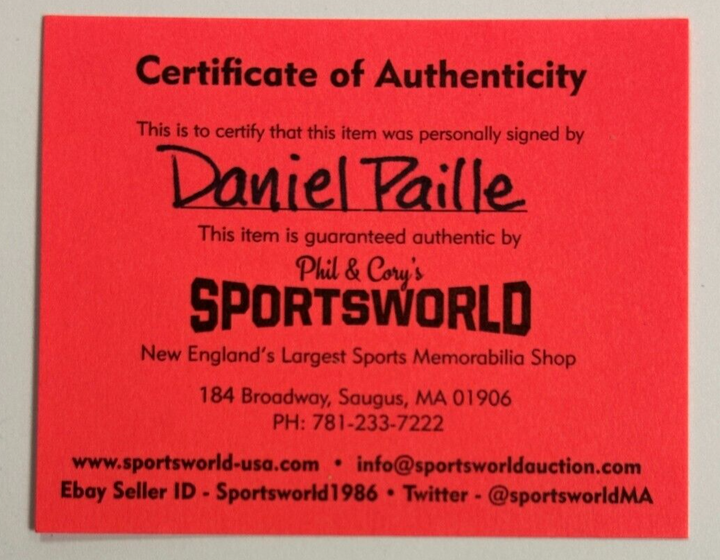 Certificate of Authenticity
This is to certify that this item was personally signed by
Daniel Paille
This item is guaranteed authentic by
Phil & Cory's
SPORTSWORLD
New England's Largest Sports Memorabilia Shop
184 Broadway, Saugus, MA 01906
PH: 781-233-7222
www.sportsworld-usa.com • info@sportsworldauction.com
Ebay Seller ID - Sportsworld1986 • Twitter - @sportsworldMA